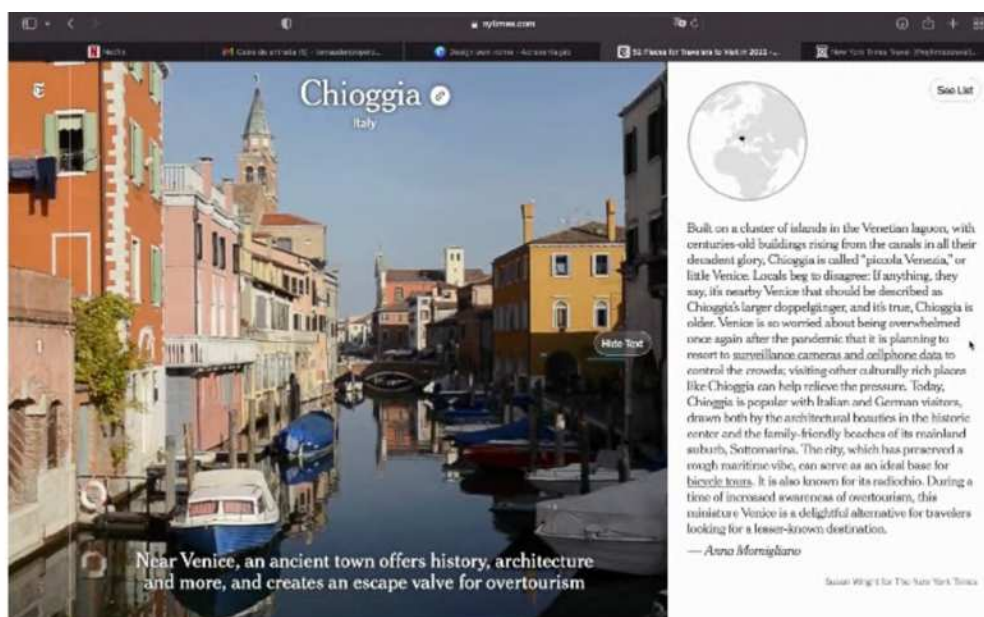 nytimes.com
Netflix
52 Places for Travelers to Visit in 2022 - ...
Chioggia
Italy
See List
Built on a cluster of islands in the Venetian lagoon, with
centuries-old buildings rising from the canals in all their
decadent glory, Chioggia is called "piccola Venezia," or
little Venice. Locals beg to disagree: If anything, they
say, it's nearby Venice that should be described as
Chioggia's larger doppelgänger, and it's true, Chioggia is
older. Venice is so worried about being overwhelmed
once again after the pandemic that it is planning to
resort to surveillance cameras and cellphone data to
control the crowds; visiting other culturally rich places
like Chioggia can help relieve the pressure. Today,
Chioggia is popular with Italian and German visitors,
drawn both by the architectural beauties in the historic
center and the family-friendly beaches of its mainland
suburb, Sottomarina. The city, which has preserved a
rough maritime vibe, can serve as an ideal base for
bicycle tours. It is also known for its radicchio. During a
time of increased awareness of overtourism, this
miniature Venice is a delightful alternative for travelers
looking for a lesser-known destination.
— Anna Momigliano
Susan Wright for The New York Times
Hide Text
Near Venice, an ancient town offers history, architecture
and more, and creates an escape valve for overtourism